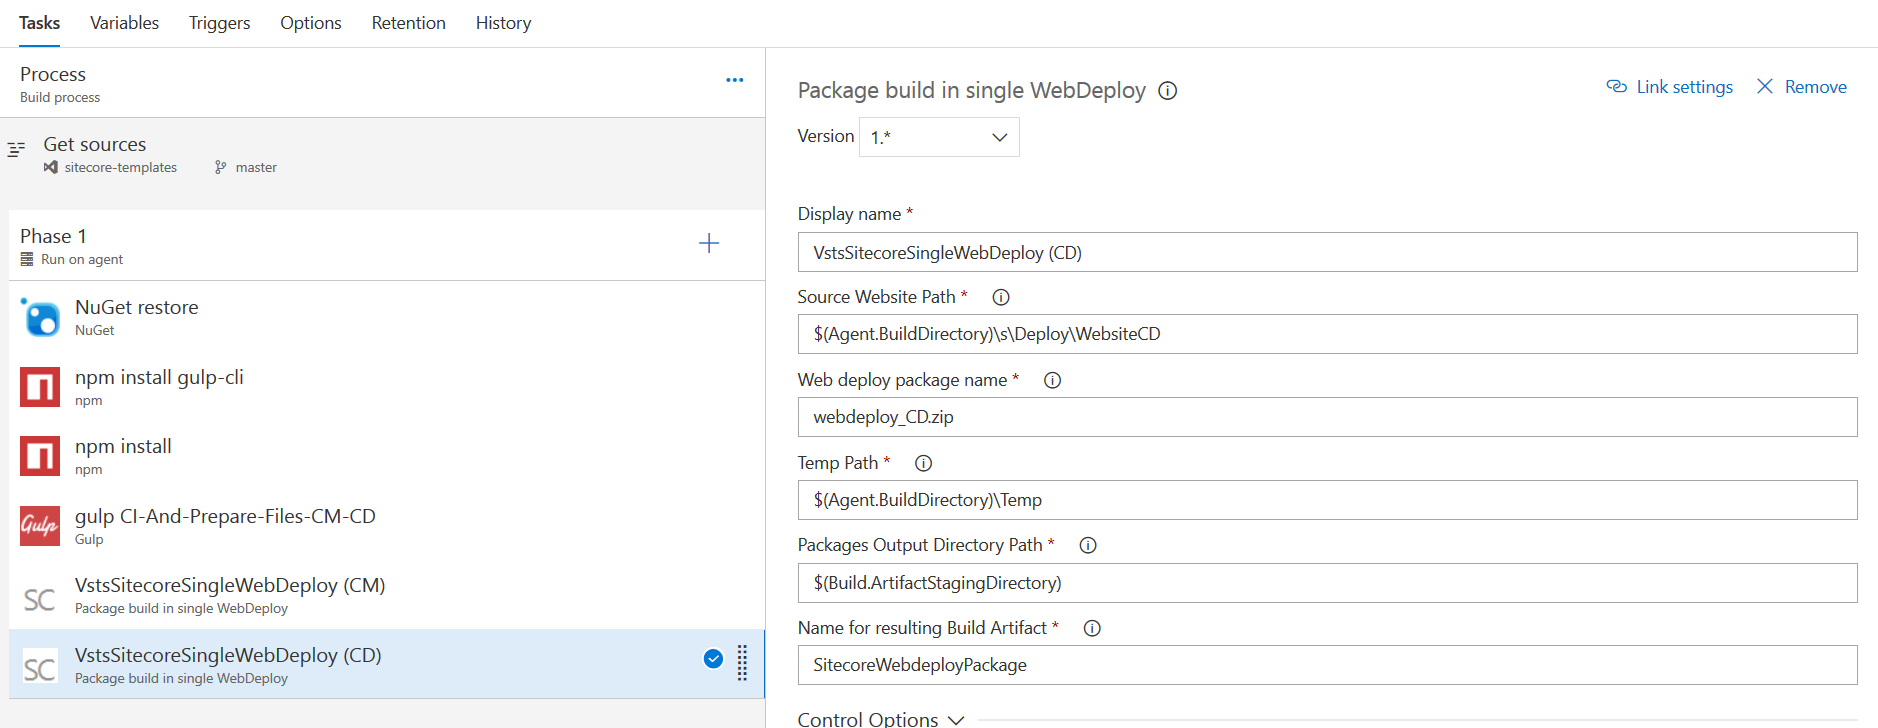 Tasks Variables Triggers Options Retention History
Process
Build process
Get sources
sitecore-templates master
Phase 1
Run on agent
NuGet restore
NuGet
npm install gulp-cli
npm
npm install
npm
gulp CI-And-Prepare-Files-CM-CD
Gulp
Gulp
SC
VstsSitecoreSingleWebDeploy (CM)
Package build in single WebDeploy
SC
VstsSitecoreSingleWebDeploy (CD)
Package build in single WebDeploy
Package build in single WebDeploy
Link settings Remove
Version 1.*
Display name *
VstsSitecoreSingleWebDeploy (CD)
Source Website Path *
$(Agent.BuildDirectory)\s\Deploy\WebsiteCD
Web deploy package name *
webdeploy_CD.zip
Temp Path *
$(Agent.BuildDirectory)\Temp
Packages Output Directory Path *
$(Build.ArtifactStagingDirectory)
Name for resulting Build Artifact *
SitecoreWebdeployPackage
Control Options